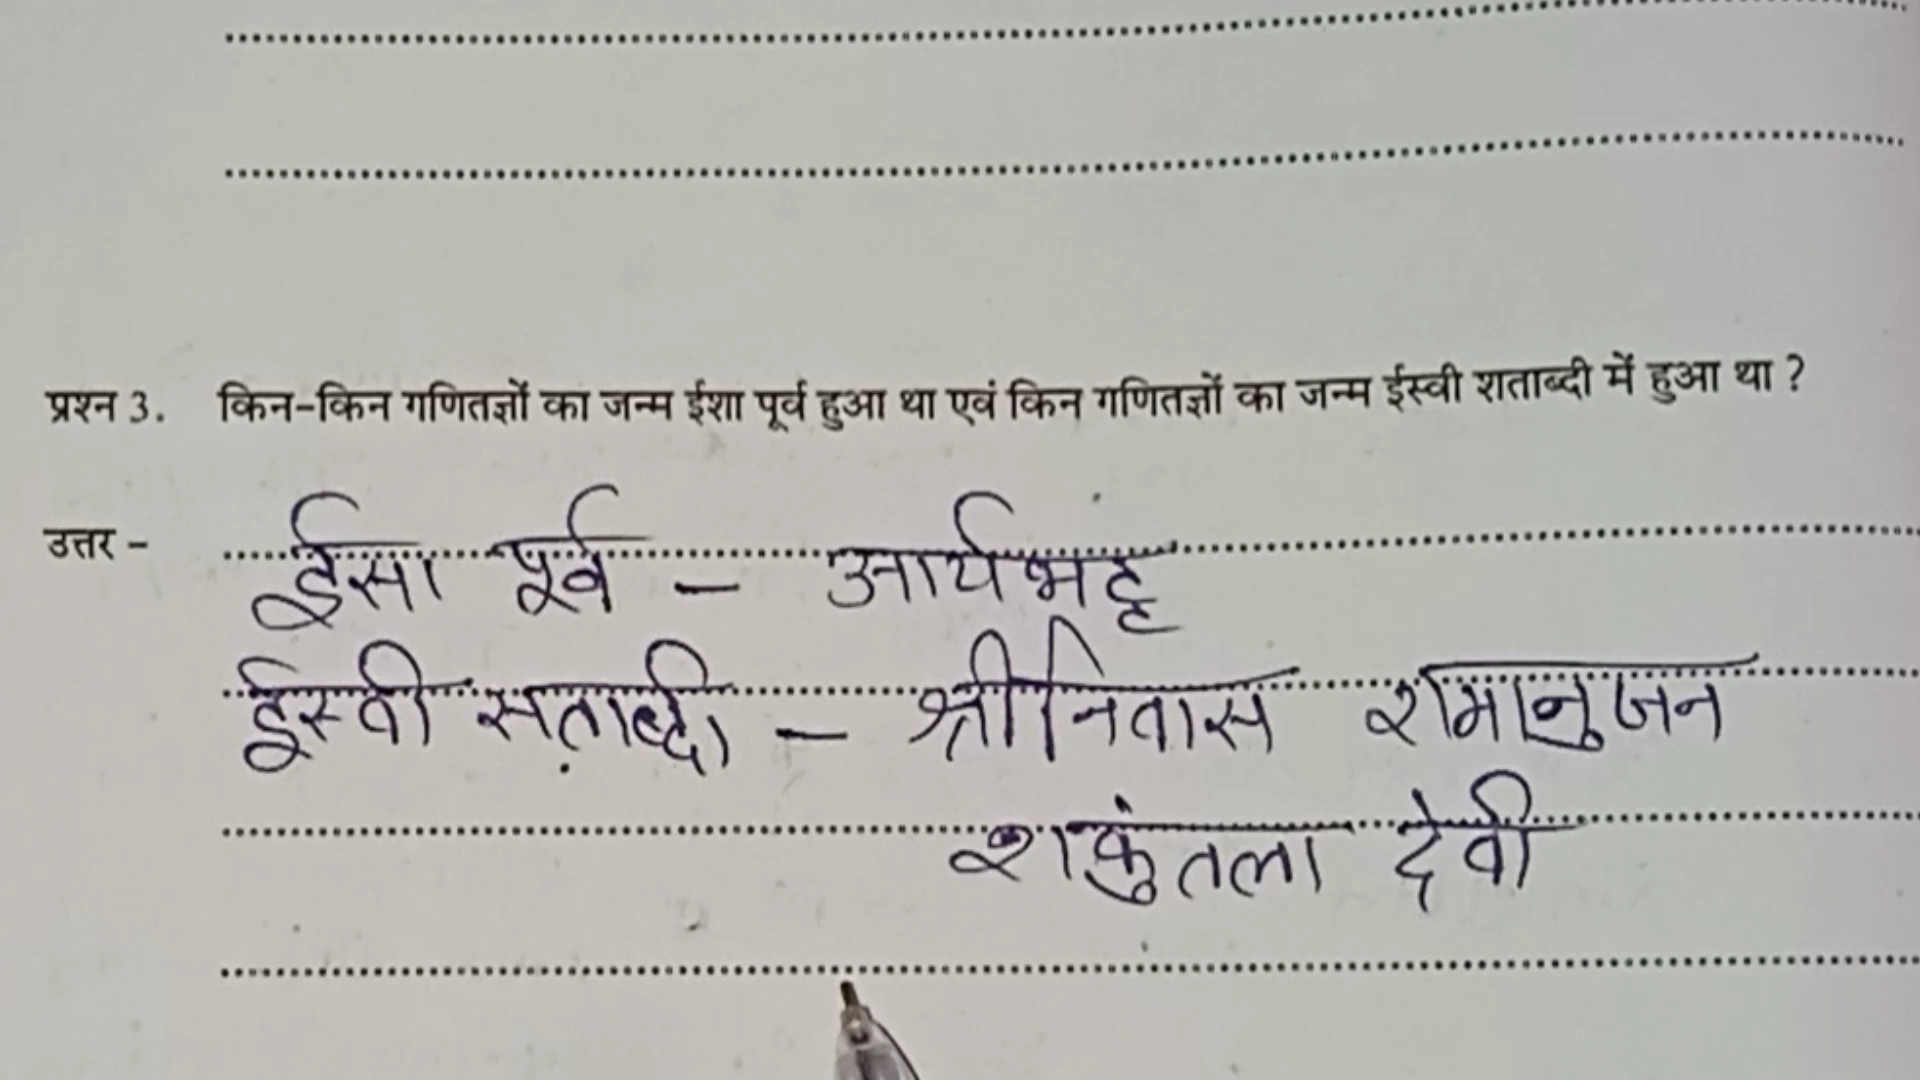 प्रश्न 3. किन-किन गणितज्ञों का जन्म ईशा पूर्व हुआ था एवं किन गणितज्ञों का जन्म ईस्वी शताब्दी में हुआ था ?
उत्तर - ईसा पूर्व - आर्यभट्ट
ईस्वी सताब्दी - श्रीनिवास रामानुजन
शकुंतला देवी